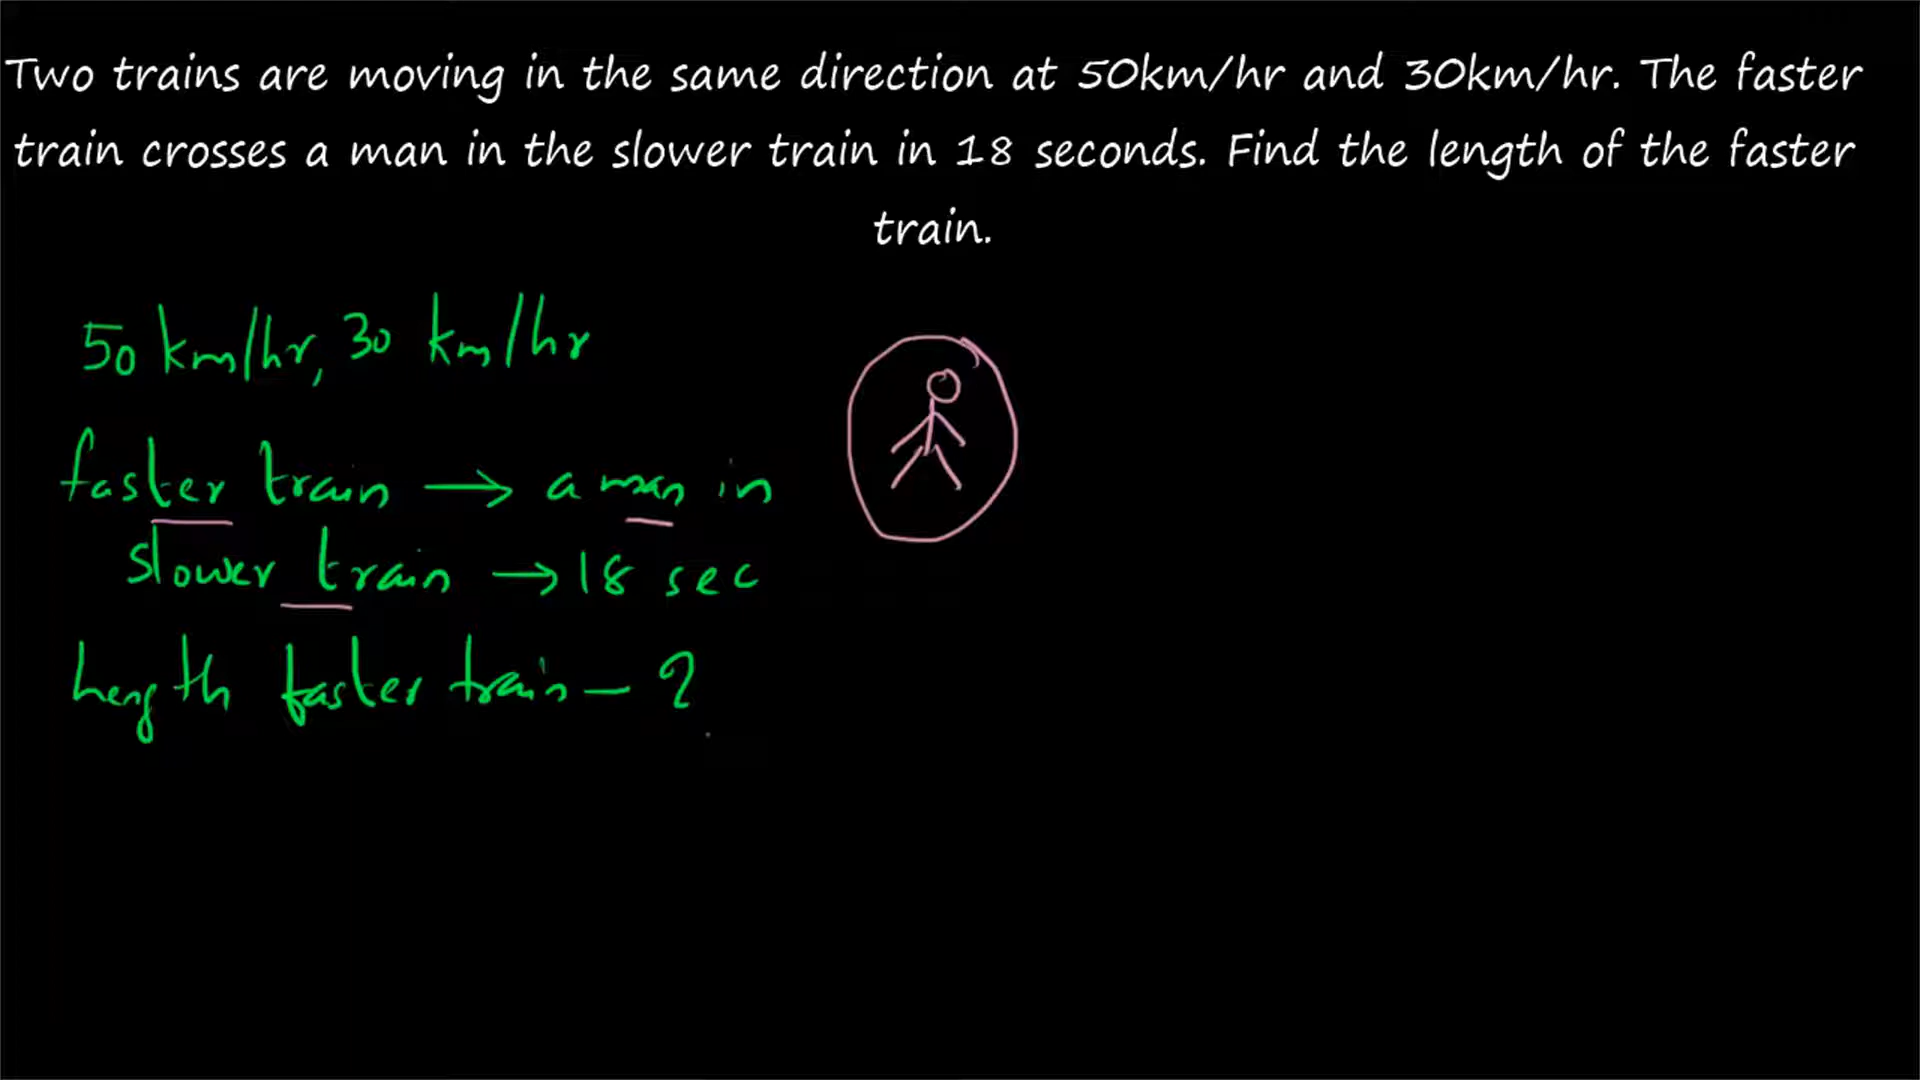 Two trains are moving in the same direction at 50km/hr and 30km/hr. The faster
train crosses a man in the slower train in 18 seconds. Find the length of the faster
train.
50 km/hr, 30 km/hr
faster train → a man in
slower train → 18 sec
Length faster train - ?